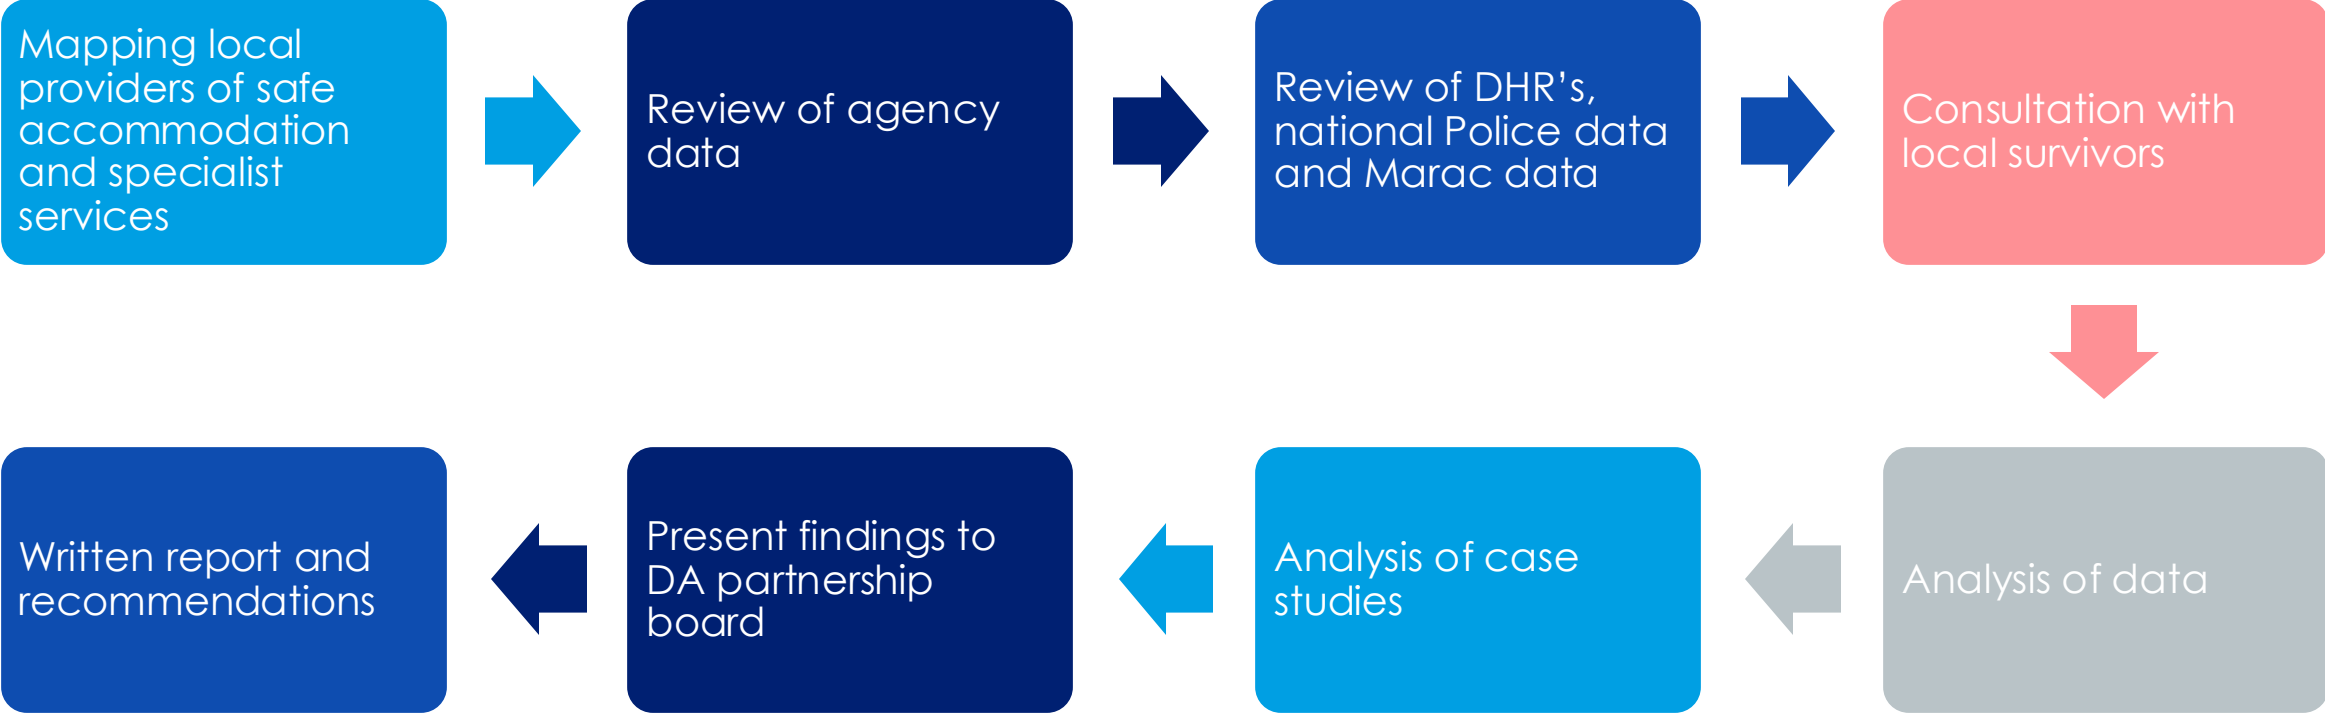 Mapping local
providers of safe
accommodation
and specialist
services
Review of agency
data
Review of DHR’s,
national Police data
and Marac data
Consultation with
local survivors
Analysis of data
Analysis of case
studies
Present findings to
DA partnership
board
Written report and
recommendations